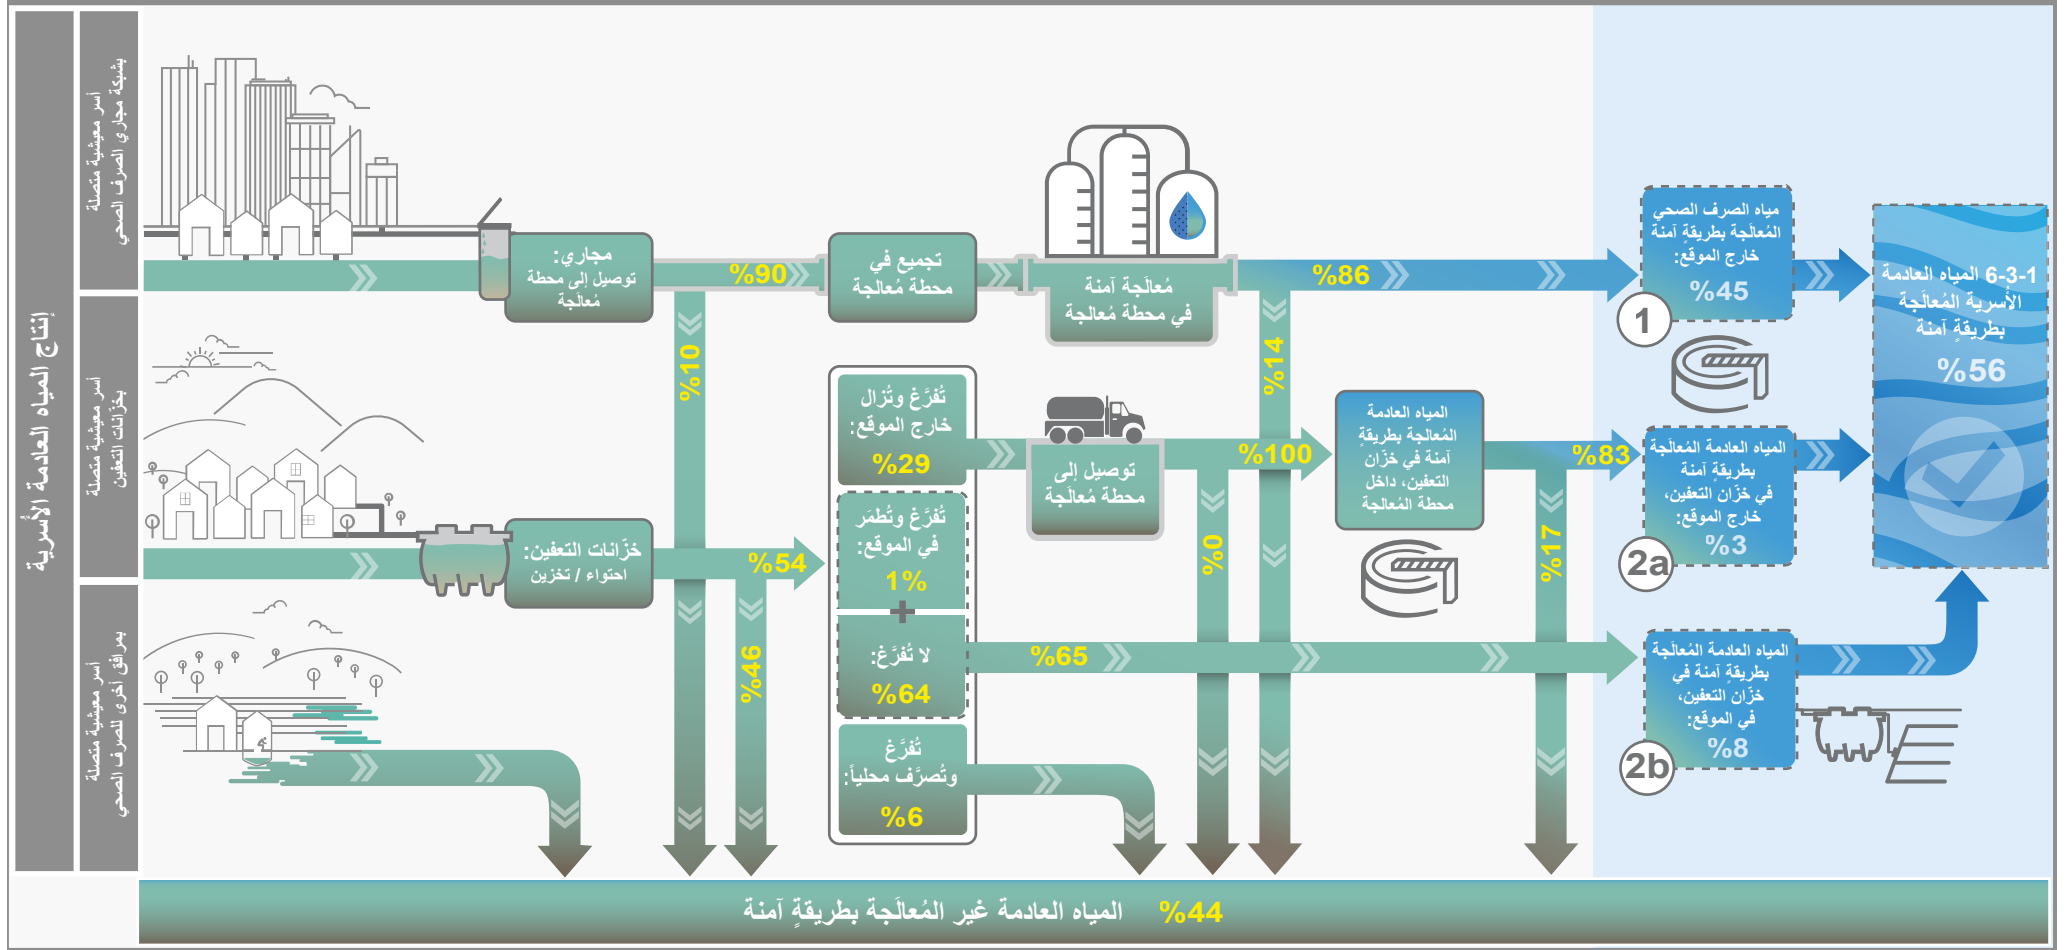 إنتاج المياه العادمة الأسرية
أسر معيشية متصلة
بشبكة مجاري الصرف الصحي
أسر معيشية متصلة
بخزّانات التعفين
أسر معيشية متصلة
بمرافق أخرى للصرف الصحي
مجاري:
توصيل إلى محطة
مُعالَجة
%90
%10
تجميع في
محطة مُعالجة
مُعالَجة آمنة
في محطة مُعالجة
%86
%14
مياه الصرف الصحي
المُعالَجة بطريقةٍ آمنة
خارج الموقع:
%45
1
6-3-1 المياه العادمة
الأسرية المُعالَجة
بطريقةٍ آمنة
%56
خزّانات التعفين:
احتواء / تخزين
%54
%46
تُفرَّغ وتُزال
خارج الموقع:
%29
تُفرَّغ وتُطمَر
في الموقع:
1%
+
لا تُفرَّغ:
%64
تُفرَّغ
وتُصرَّف محلياً:
%6
توصيل إلى
محطة مُعالَجة
%100
%0
المياه العادمة
المُعالجة بطريقةٍ
آمنة في خزّان
التعفين، داخل
محطة المُعالجة
%83
%17
المياه العادمة المُعالَجة
بطريقةٍ آمنة
في خزّان التعفين،
خارج الموقع:
%3
2a
%65
المياه العادمة المُعالَجة
بطريقةٍ آمنة في
خزّان التعفين،
في الموقع:
%8
2b
%44 المياه العادمة غير المُعالَجة بطريقةٍ آمنة